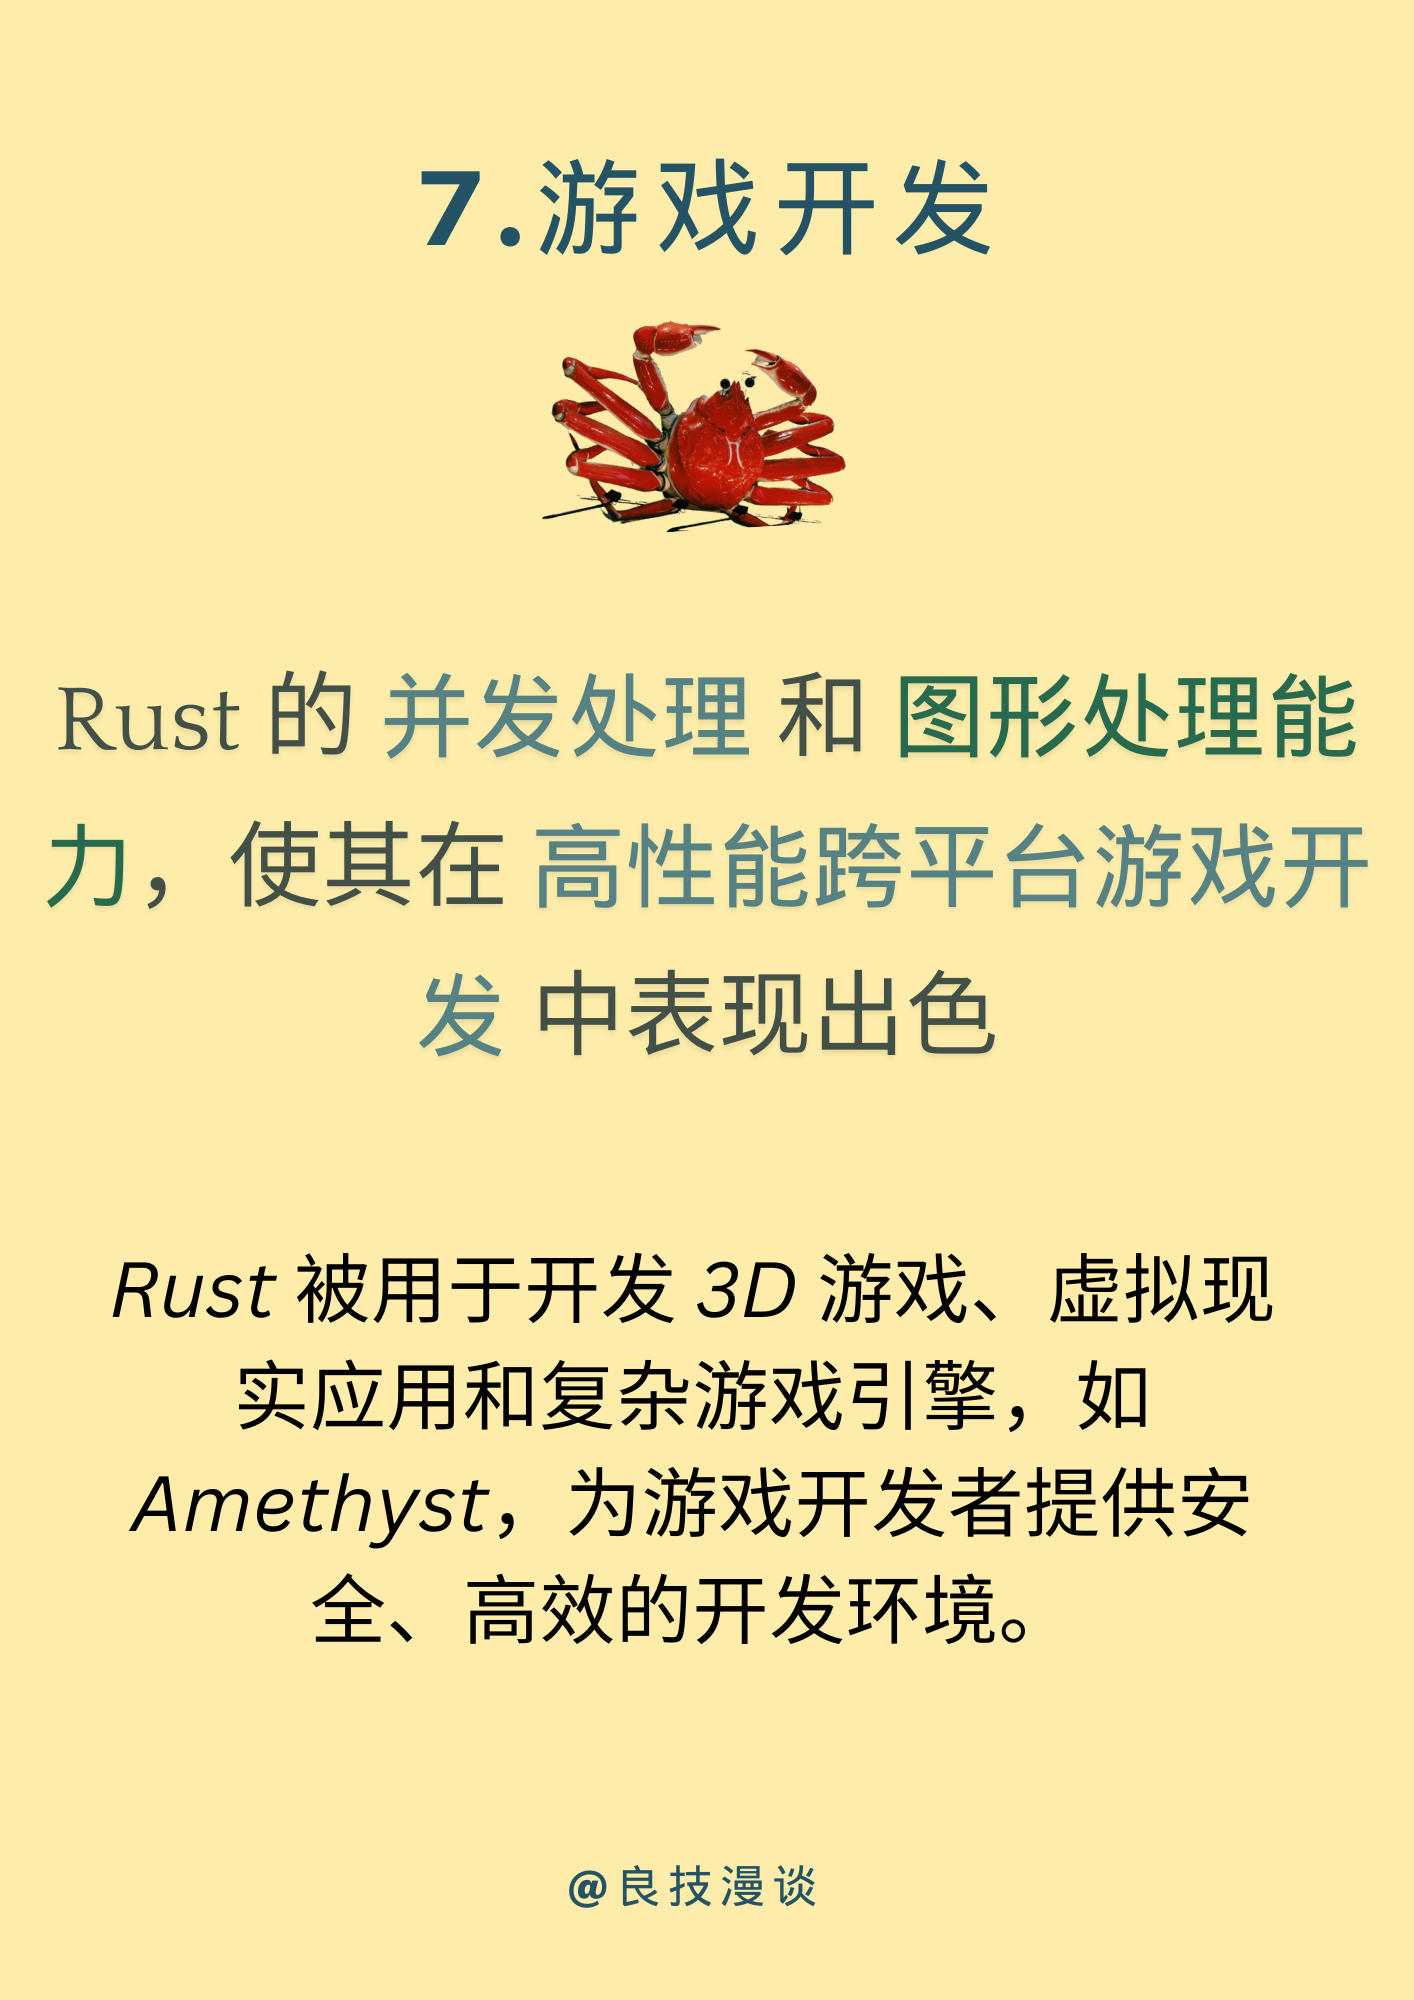 7.游戏开发
Rust 的 并发处理 和 图形处理能
力，使其在 高性能跨平台游戏开
发 中表现出色
Rust 被用于开发 3D 游戏、虚拟现
实应用和复杂游戏引擎，如
Amethyst，为游戏开发者提供安
全、高效的开发环境。
@良技漫谈